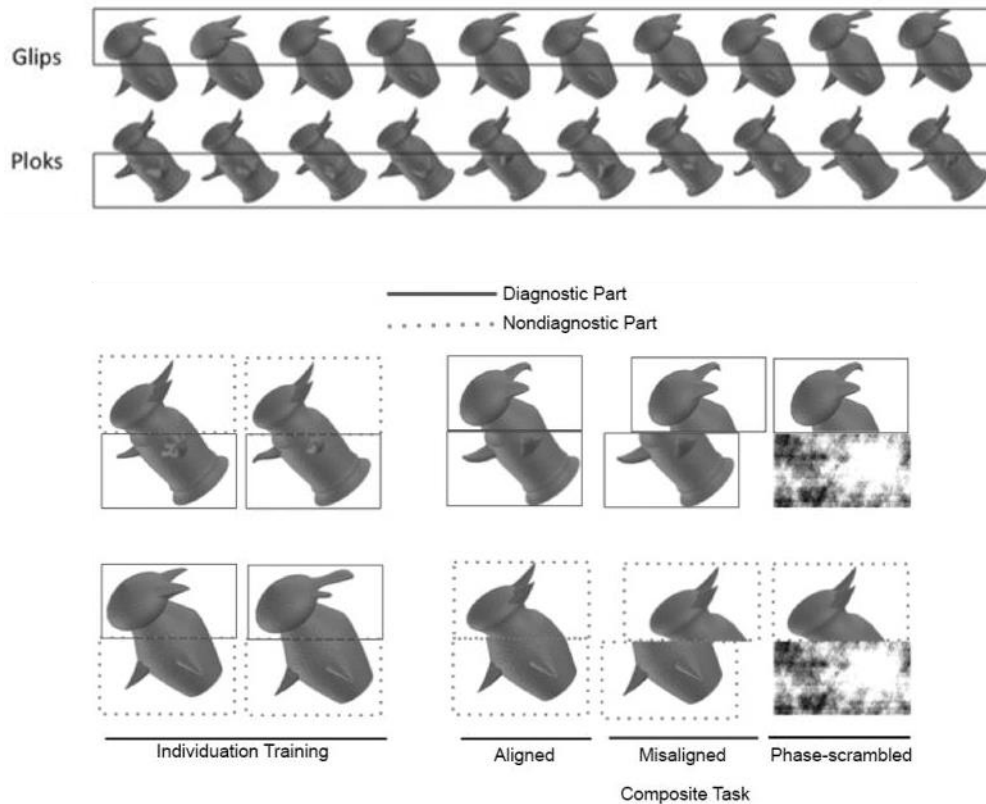 Glips
Ploks
Diagnostic Part
Nondiagnostic Part
Individuation Training
Aligned
Misaligned
Phase-scrambled
Composite Task